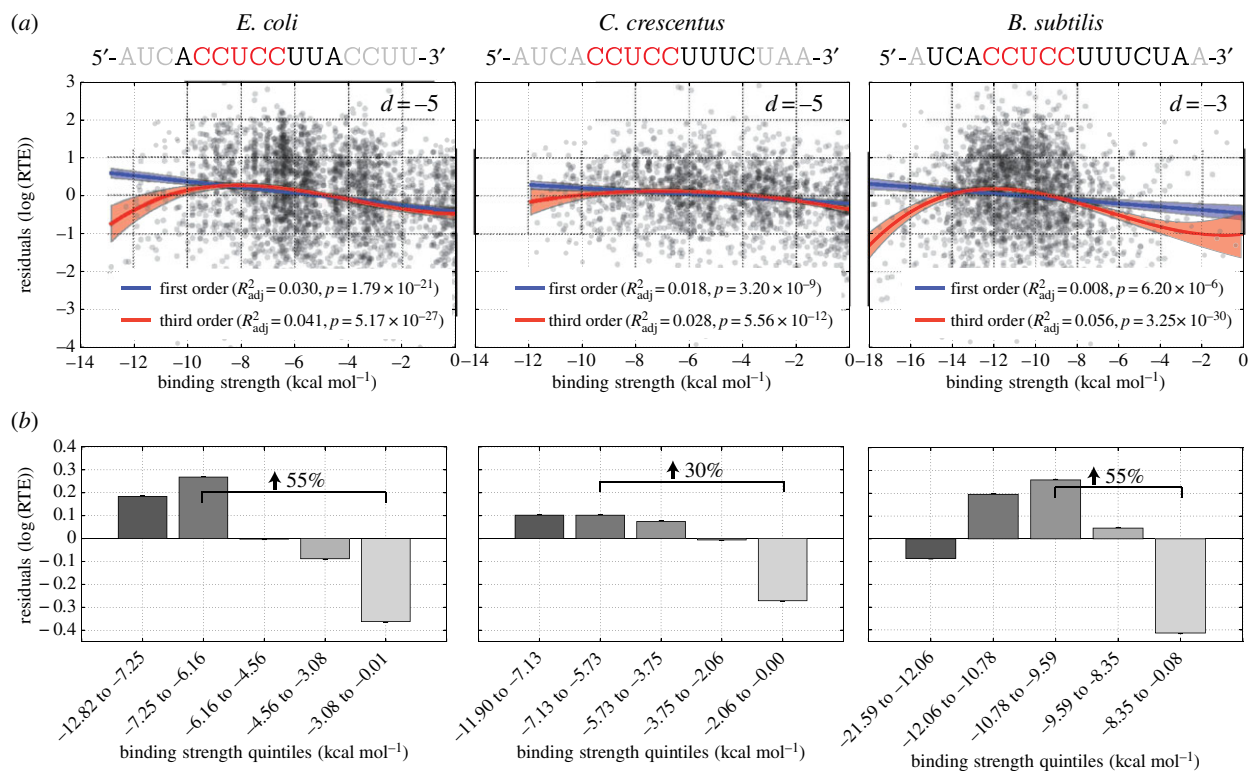 (a) E. coli C. crescentus B. subtilis
5′-AUCACCUCCUUACCUU-3′ 5′-AUCACCUCCUUUCUAA-3′ 5′-AUCACCUCCUUUCUAA-3′
residuals (log (RTE))
3
2
1
0
−1
−2
−3
−4
d = −5
first order (R²adj = 0.030, p = 1.79 × 10⁻²¹)
third order (R²adj = 0.041, p = 5.17 × 10⁻²⁷)
−14 −12 −10 −8 −6 −4 −2 0
binding strength (kcal mol⁻¹)
d = −5
first order (R²adj = 0.018, p = 3.20 × 10⁻⁹)
third order (R²adj = 0.028, p = 5.56 × 10⁻¹²)
−14 −12 −10 −8 −6 −4 −2 0
binding strength (kcal mol⁻¹)
d = −3
first order (R²adj = 0.008, p = 6.20 × 10⁻⁶)
third order (R²adj = 0.056, p = 3.25 × 10⁻³⁰)
−18 −16 −14 −12 −10 −8 −6 −4 −2 0
binding strength (kcal mol⁻¹)
(b)
residuals (log (RTE))
0.4
0.3
0.2
0.1
0
−0.1
−0.2
−0.3
−0.4
55%
−12.82 to −7.25
−7.25 to −6.16
−6.16 to −4.56
−4.56 to −3.08
−3.08 to −0.01
binding strength quintiles (kcal mol⁻¹)
30%
−11.90 to −7.13
−7.13 to −5.73
−5.73 to −3.75
−3.75 to −2.06
−2.06 to −0.00
binding strength quintiles (kcal mol⁻¹)
55%
−21.59 to −12.06
−12.06 to −10.78
−10.78 to −9.59
−9.59 to −8.35
−8.35 to −0.08
binding strength quintiles (kcal mol⁻¹)